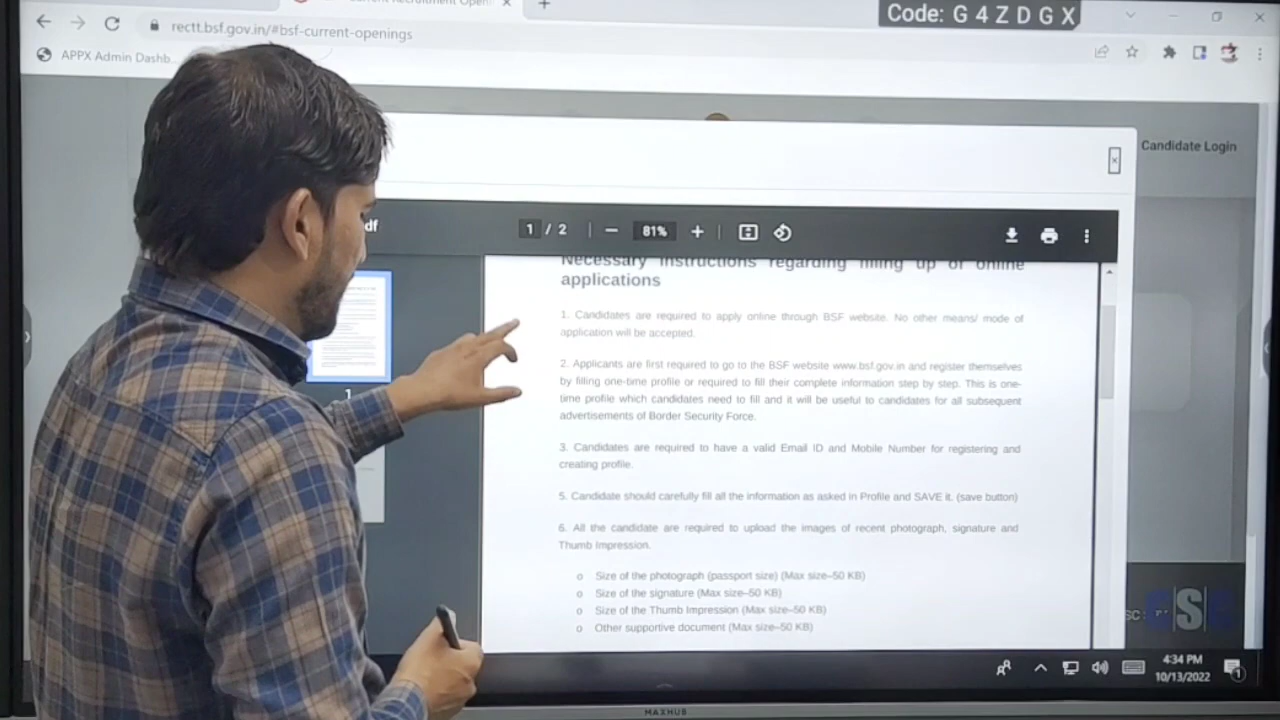 Code: G 4 Z D G X
rectt.bsf.gov.in/#bsf-current-openings
APPX Admin Dashb
Candidate Login
df
1 / 2
81%
Necessary instructions regarding filling up of online
applications
1. Candidates are required to apply online through BSF website. No other means/ mode of
application will be accepted.
2. Applicants are first required to go to the BSF website www.bsf.gov.in and register themselves
by filling one-time profile or required to fill their complete information step by step. This is one-
time profile which candidates need to fill and it will be useful to candidates for all subsequent
advertisements of Border Security Force.
3. Candidates are required to have a valid Email ID and Mobile Number for registering and
creating profile.
5. Candidate should carefully fill all the information as asked in Profile and SAVE it. (save button)
6. All the candidate are required to upload the images of recent photograph, signature and
Thumb Impression.
o Size of the photograph (passport size) (Max size–50 KB)
o Size of the signature (Max size–50 KB)
o Size of the Thumb Impression (Max size–50 KB)
o Other supportive document (Max size–50 KB)
1
4:34 PM
10/13/2022
1
MAXHUB